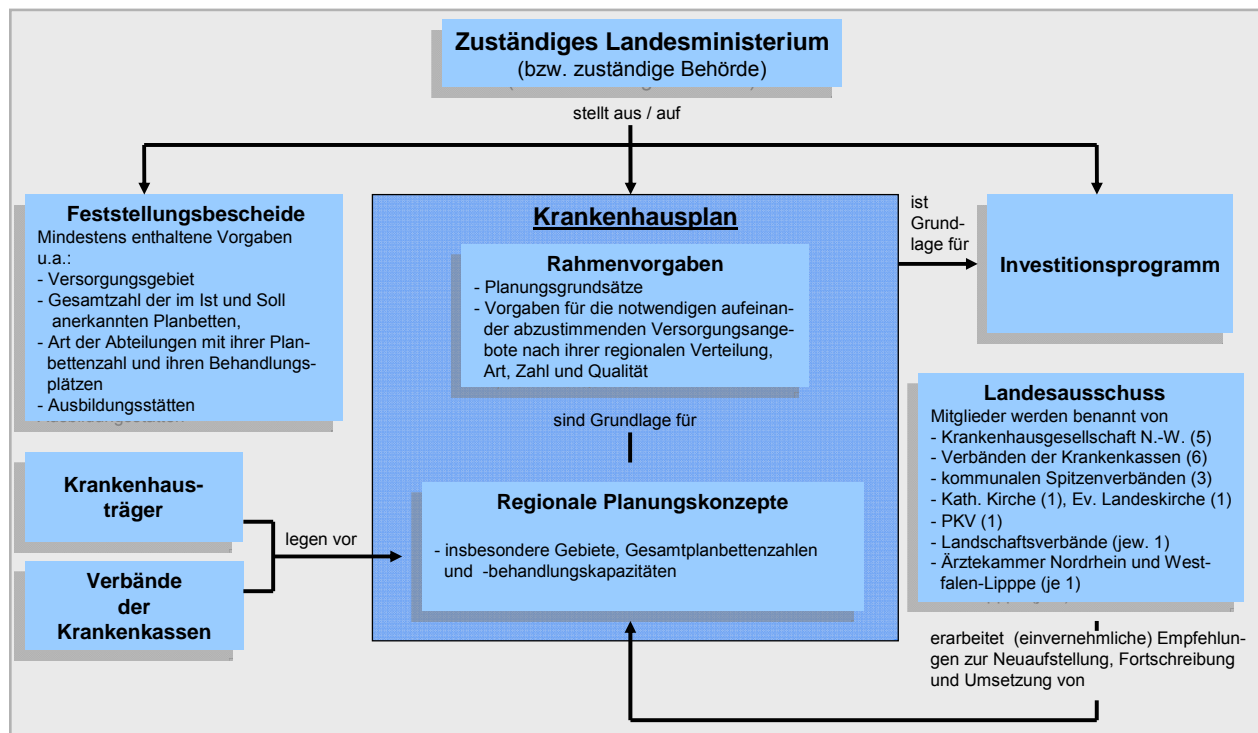 Zuständiges Landesministerium
(bzw. zuständige Behörde)
stellt aus / auf
Feststellungsbescheide
Mindestens enthaltene Vorgaben
u.a.:
- Versorgungsgebiet
- Gesamtzahl der im Ist und Soll
anerkannten Planbetten,
- Art der Abteilungen mit ihrer Plan-
bettenzahl und ihren Behandlungs-
plätzen
- Ausbildungsstätten
Krankenhausplan
Rahmenvorgaben
- Planungsgrundsätze
- Vorgaben für die notwendigen aufeinan-
der abzustimmenden Versorgungsange-
bote nach ihrer regionalen Verteilung,
Art, Zahl und Qualität
sind Grundlage für
Regionale Planungskonzepte
- insbesondere Gebiete, Gesamtplanbettenzahlen
und -behandlungskapazitäten
ist
Grund-
lage für
Investitionsprogramm
Krankenhaus-
träger
Verbände
der
Krankenkassen
legen vor
Landesausschuss
Mitglieder werden benannt von
- Krankenhausgesellschaft N.-W. (5)
- Verbänden der Krankenkassen (6)
- kommunalen Spitzenverbänden (3)
- Kath. Kirche (1), Ev. Landeskirche (1)
- PKV (1)
- Landschaftsverbände (jew. 1)
- Ärztekammer Nordrhein und West-
falen-Lipppe (je 1)
erarbeitet (einvernehmliche) Empfehlun-
gen zur Neuaufstellung, Fortschreibung
und Umsetzung von